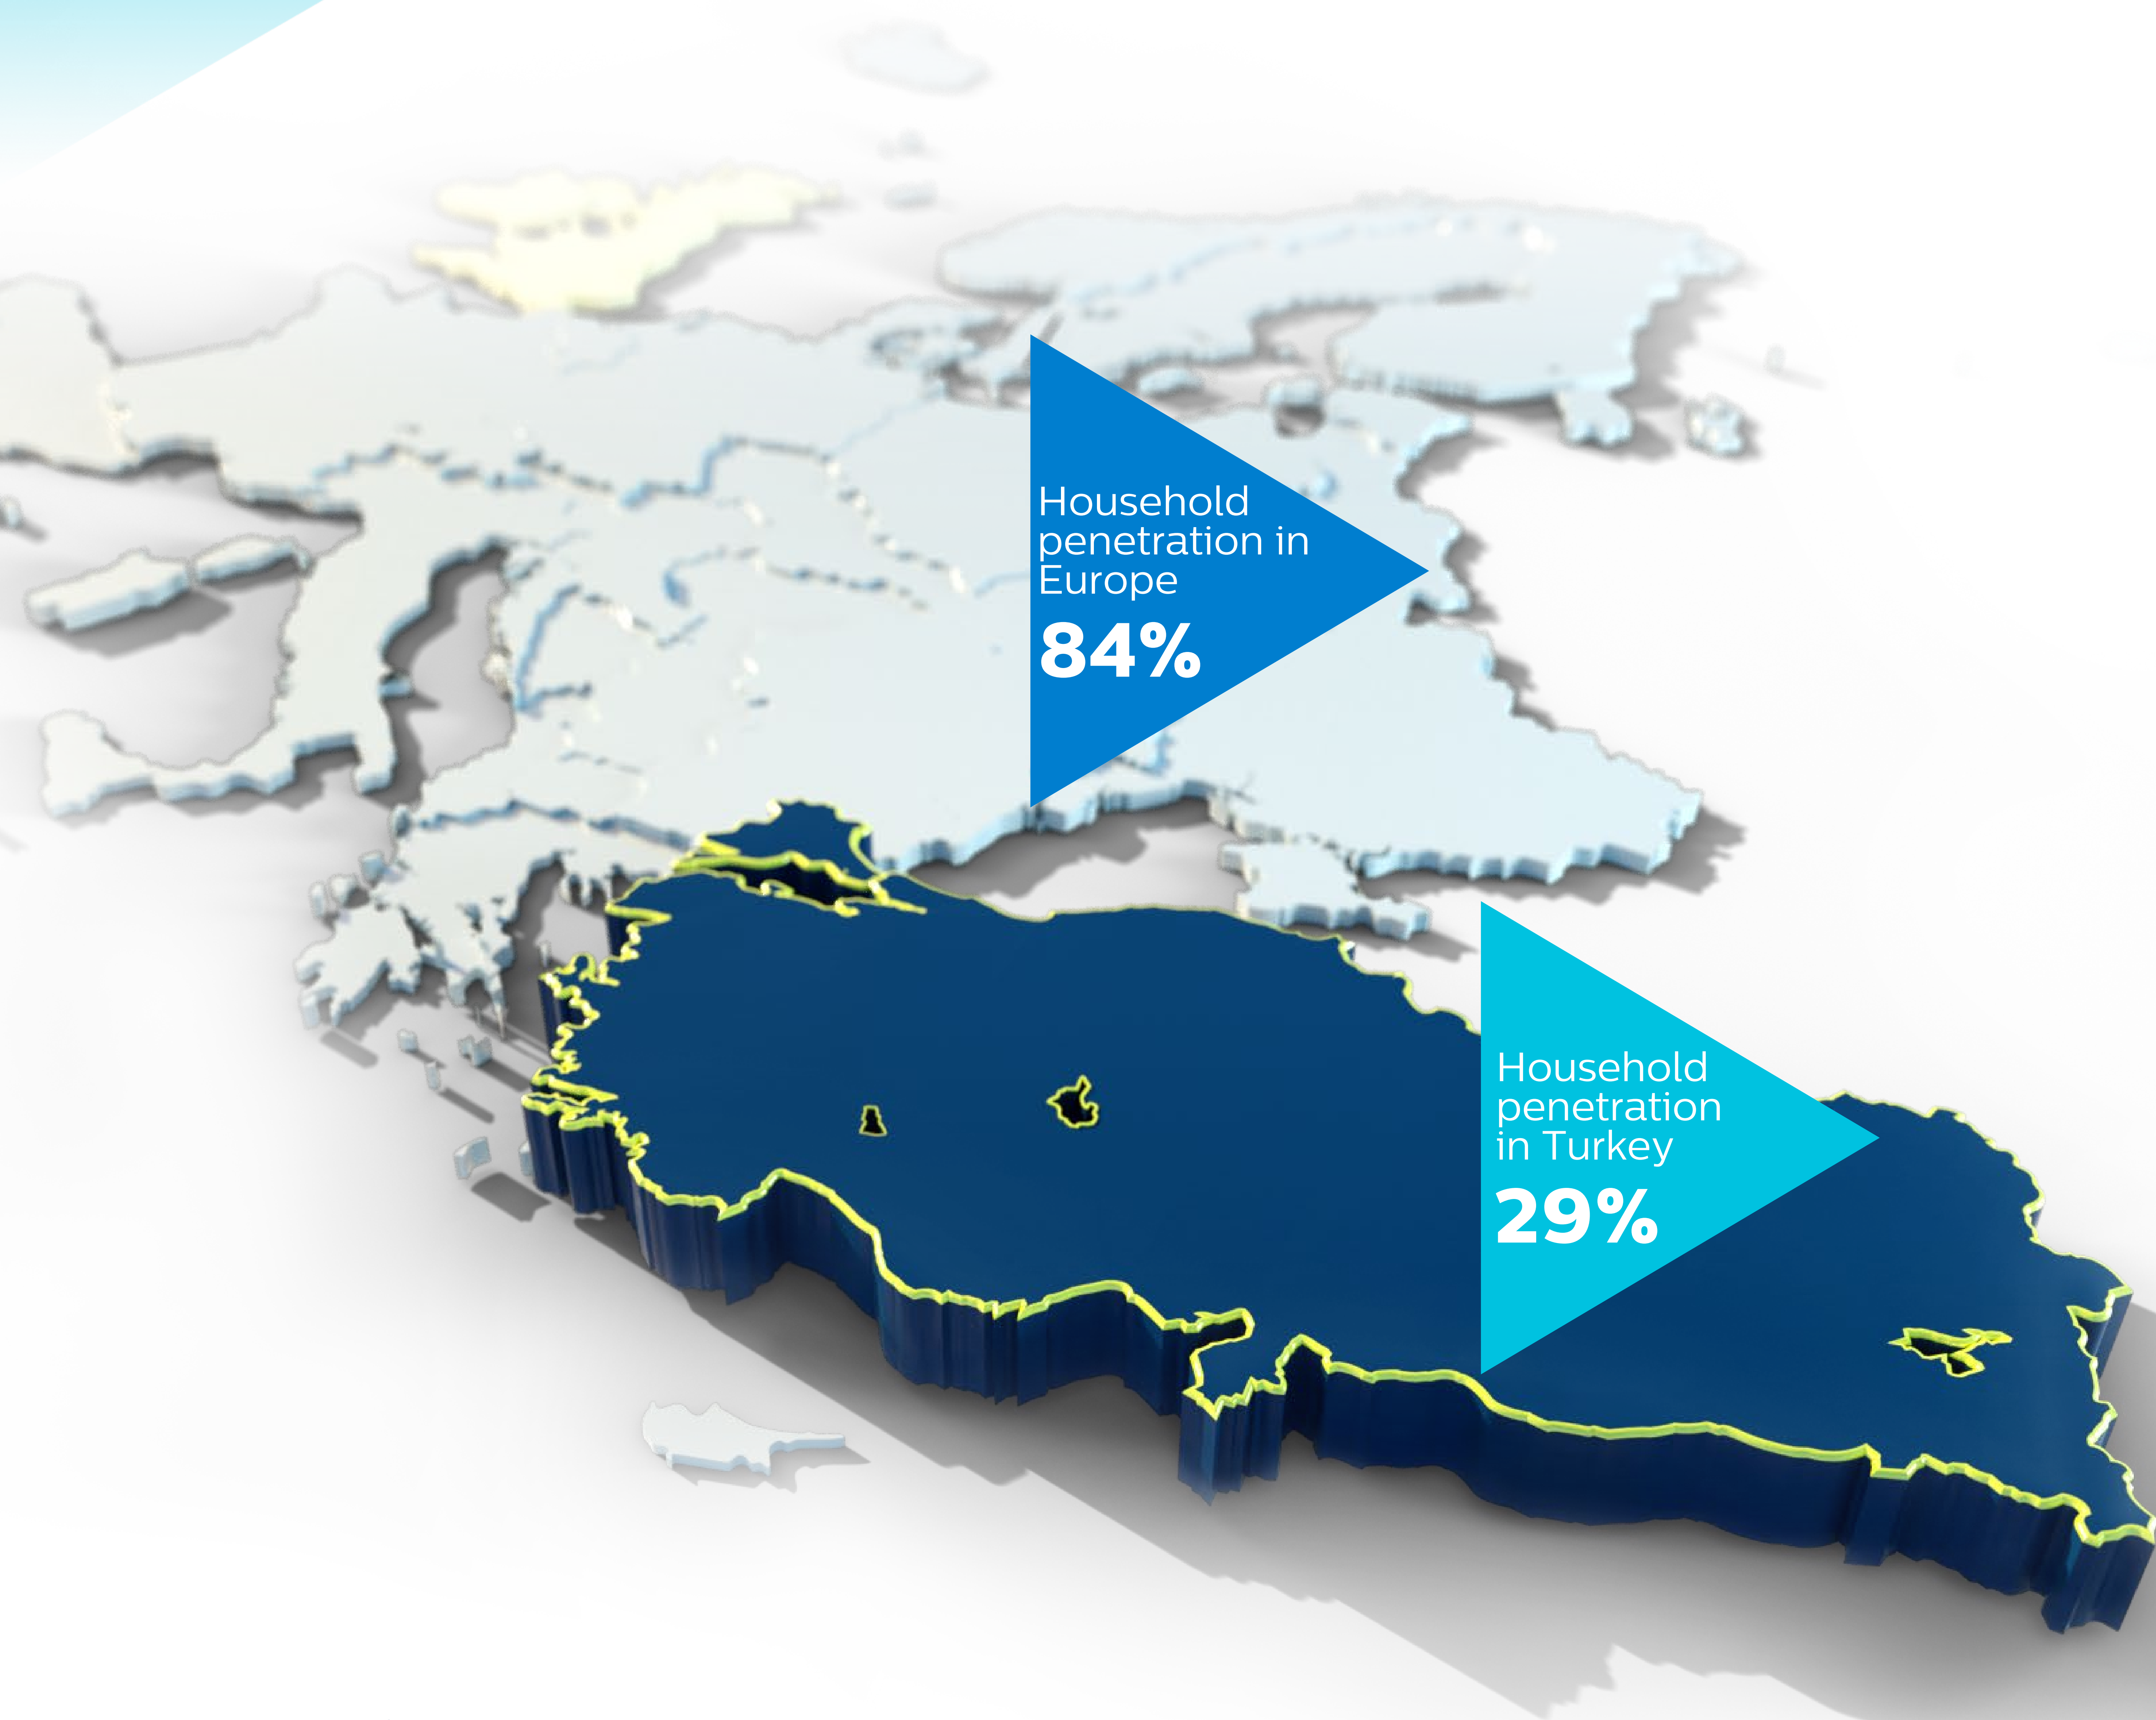 Household
penetration in
Europe
84%
Household
penetration
in Turkey
29%